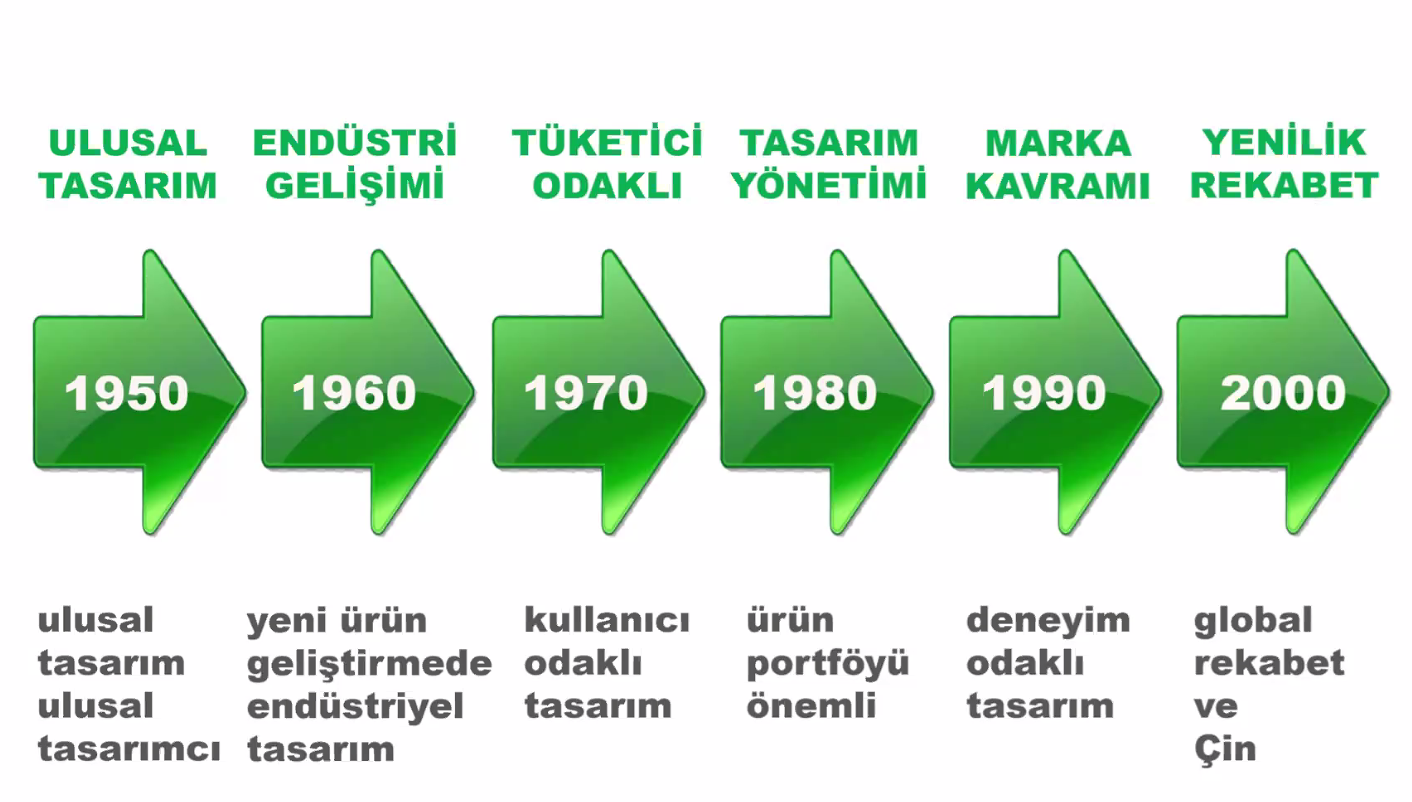 ULUSAL
TASARIM
ENDÜSTRİ
GELİŞİMİ
TÜKETİCİ
ODAKLI
TASARIM
YÖNETİMİ
MARKA
KAVRAMI
YENİLİK
REKABET
1950
1960
1970
1980
1990
2000
ulusal
tasarım
ulusal
tasarımcı
yeni ürün
geliştirmede
endüstriyel
tasarım
kullanıcı
odaklı
tasarım
ürün
portföyü
önemli
deneyim
odaklı
tasarım
global
rekabet
ve
Çin